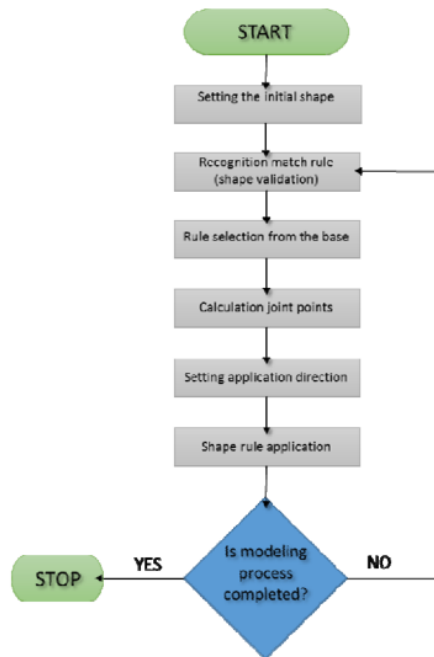 START
Setting the initial shape
Recognition match rule
(shape validation)
Rule selection from the base
Calculation joint points
Setting application direction
Shape rule application
Is modeling
process
completed?
YES
NO
STOP